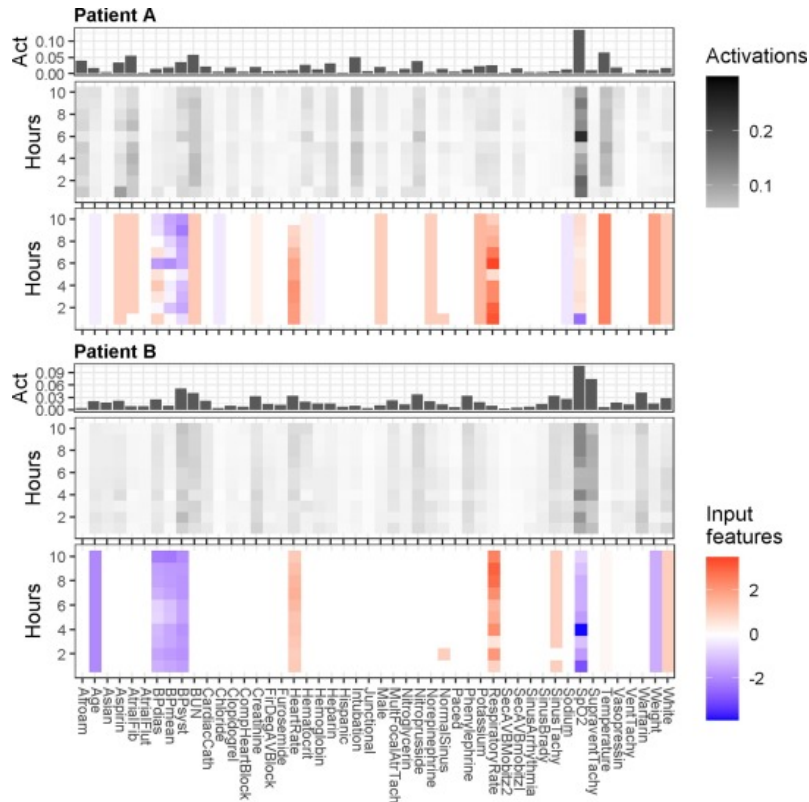 Patient A
Act
0.10
0.05
0.00
Hours
10
8
6
4
2
Hours
10
8
6
4
2
Activations
0.2
0.1
Patient B
Act
0.09
0.06
0.03
0.00
Hours
10
8
6
4
2
Hours
10
8
6
4
2
Input
features
2
0
-2
Afroam
Age
Asian
Aspirin
AtrialFib
AtrialFlut
BPdias
BPmean
BPsyst
BUN
CardiacCath
Chloride
Clopidogrel
CompHeartBlock
Creatinine
FirDegAVBlock
Furosemide
HeartRate
Hematocrit
Hemoglobin
Heparin
Hispanic
Intubation
Junctional
Male
MultFocalAtrTach
Nitroglycerin
Nitroprusside
Norepinephrine
NormalSinus
Paced
Phenylephrine
Potassium
RespiratoryRate
SecAVBMobitz2
SecAVBmobitzI
SinusArrhythmia
SinusBrady
SinusTachy
Sodium
SpO2
SupraventTachy
Temperature
Vasopressin
VentTachy
Warfarin
Weight
White